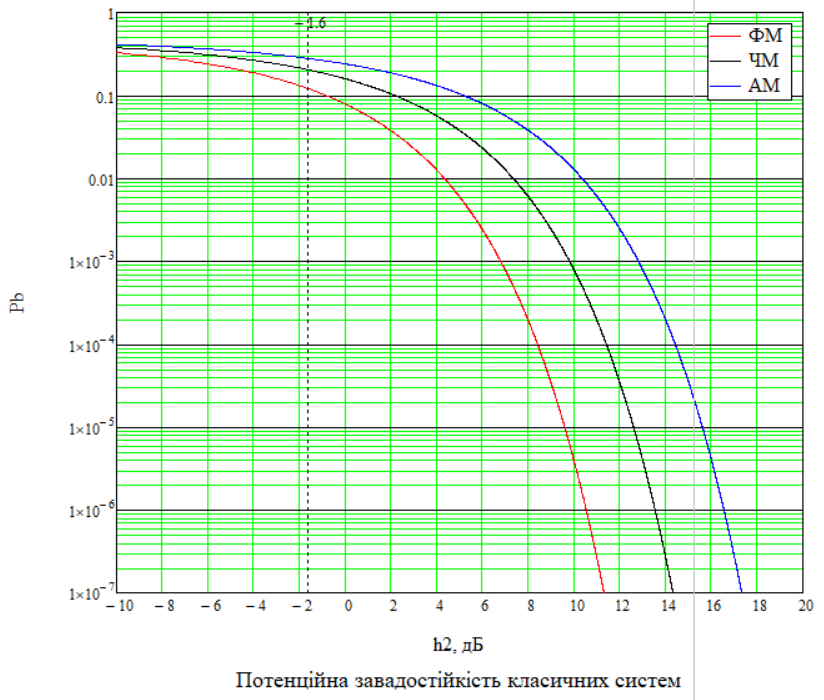 1
− 1.6
ФМ
ЧМ
АМ
0.1
0.01
1×10⁻³
1×10⁻⁴
1×10⁻⁵
1×10⁻⁶
1×10⁻⁷
Pb
− 10 − 8 − 6 − 4 − 2 0 2 4 6 8 10 12 14 16 18 20
h2, дБ
Потенційна завадостійкість класичних систем